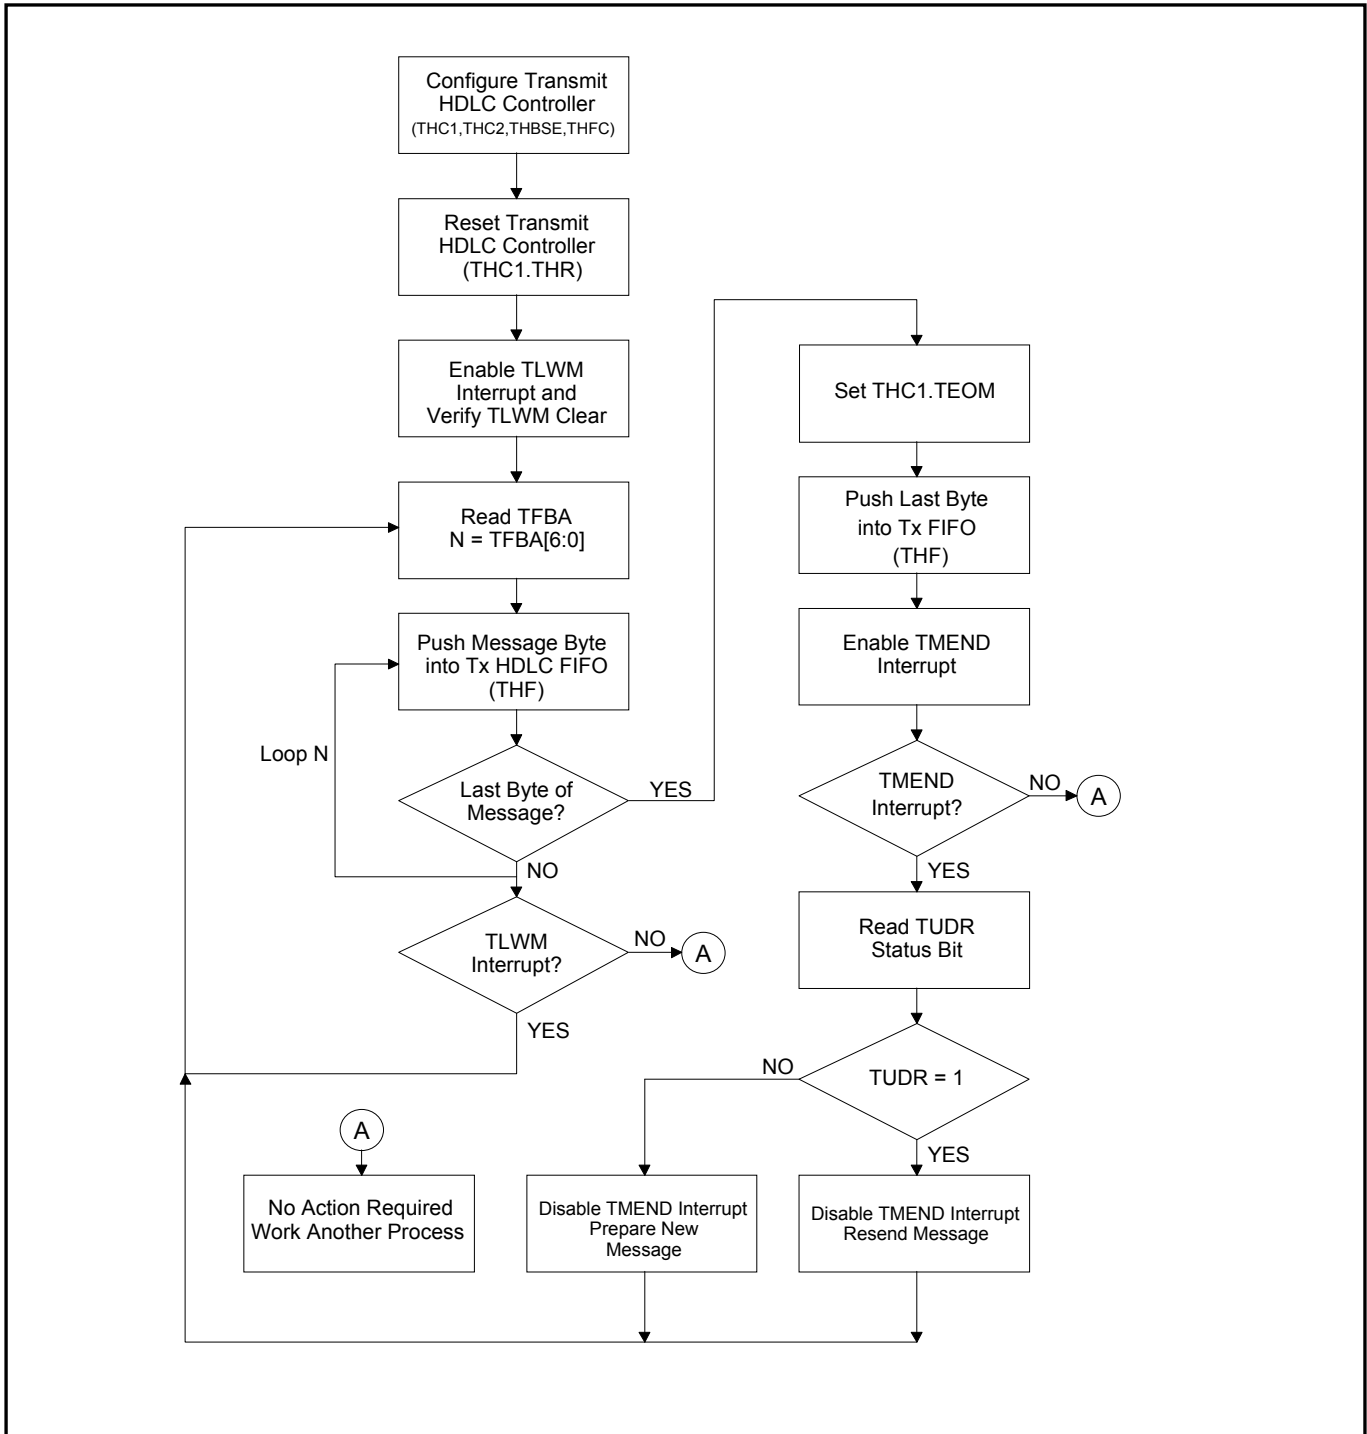 Configure Transmit
HDLC Controller
(THC1,THC2,THBSE,THFC)
Reset Transmit
HDLC Controller
(THC1.THR)
Enable TLWM
Interrupt and
Verify TLWM Clear
Read TFBA
N = TFBA[6:0]
Push Message Byte
into Tx HDLC FIFO
(THF)
Loop N
Last Byte of
Message?
YES
NO
TLWM
Interrupt?
NO
A
YES
A
No Action Required
Work Another Process
Set THC1.TEOM
Push Last Byte
into Tx FIFO
(THF)
Enable TMEND
Interrupt
TMEND
Interrupt?
NO
A
YES
Read TUDR
Status Bit
TUDR = 1
NO
YES
Disable TMEND Interrupt
Prepare New
Message
Disable TMEND Interrupt
Resend Message